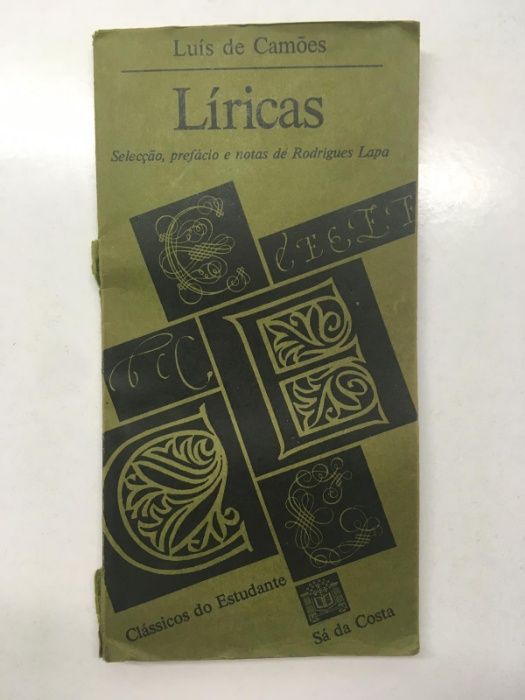 Luís de Camões
Líricas
Selecção, prefácio e notas de Rodrigues Lapa
Clássicos do Estudante
Sá da Costa